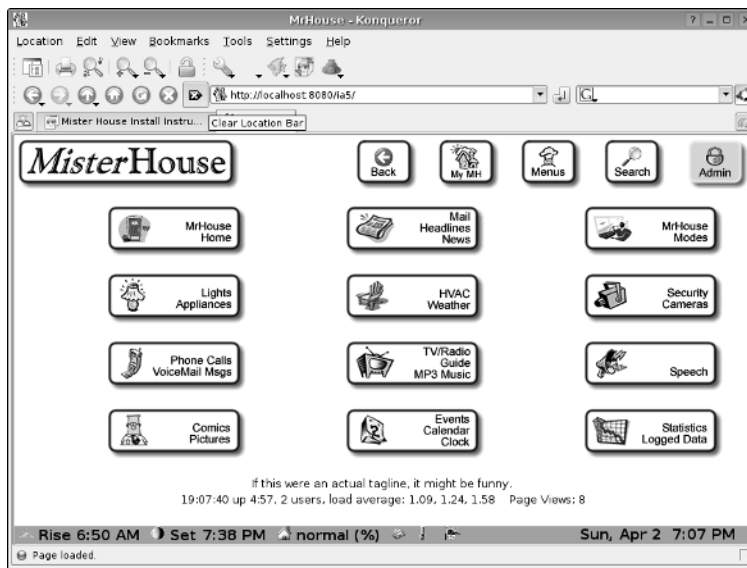 MrHouse - Konqueror
Location Edit View Bookmarks Tools Settings Help
http://localhost:8080/ia5/
Mister House Install Instru...
Clear Location Bar
MisterHouse
Back
My MH
Menus
Search
Admin
MrHouse
Home
Mail
Headlines
News
MrHouse
Modes
Lights
Appliances
HVAC
Weather
Security
Cameras
Phone Calls
VoiceMail Msgs
TV/Radio
Guide
MP3 Music
Speech
Comics
Pictures
Events
Calendar
Clock
Statistics
Logged Data
If this were an actual tagline, it might be funny.
19:07:40 up 4:57, 2 users, load average: 1.09, 1.24, 1.58 Page Views: 8
Rise 6:50 AM Set 7:38 PM normal (%) Sun, Apr 2 7:07 PM
Page loaded.